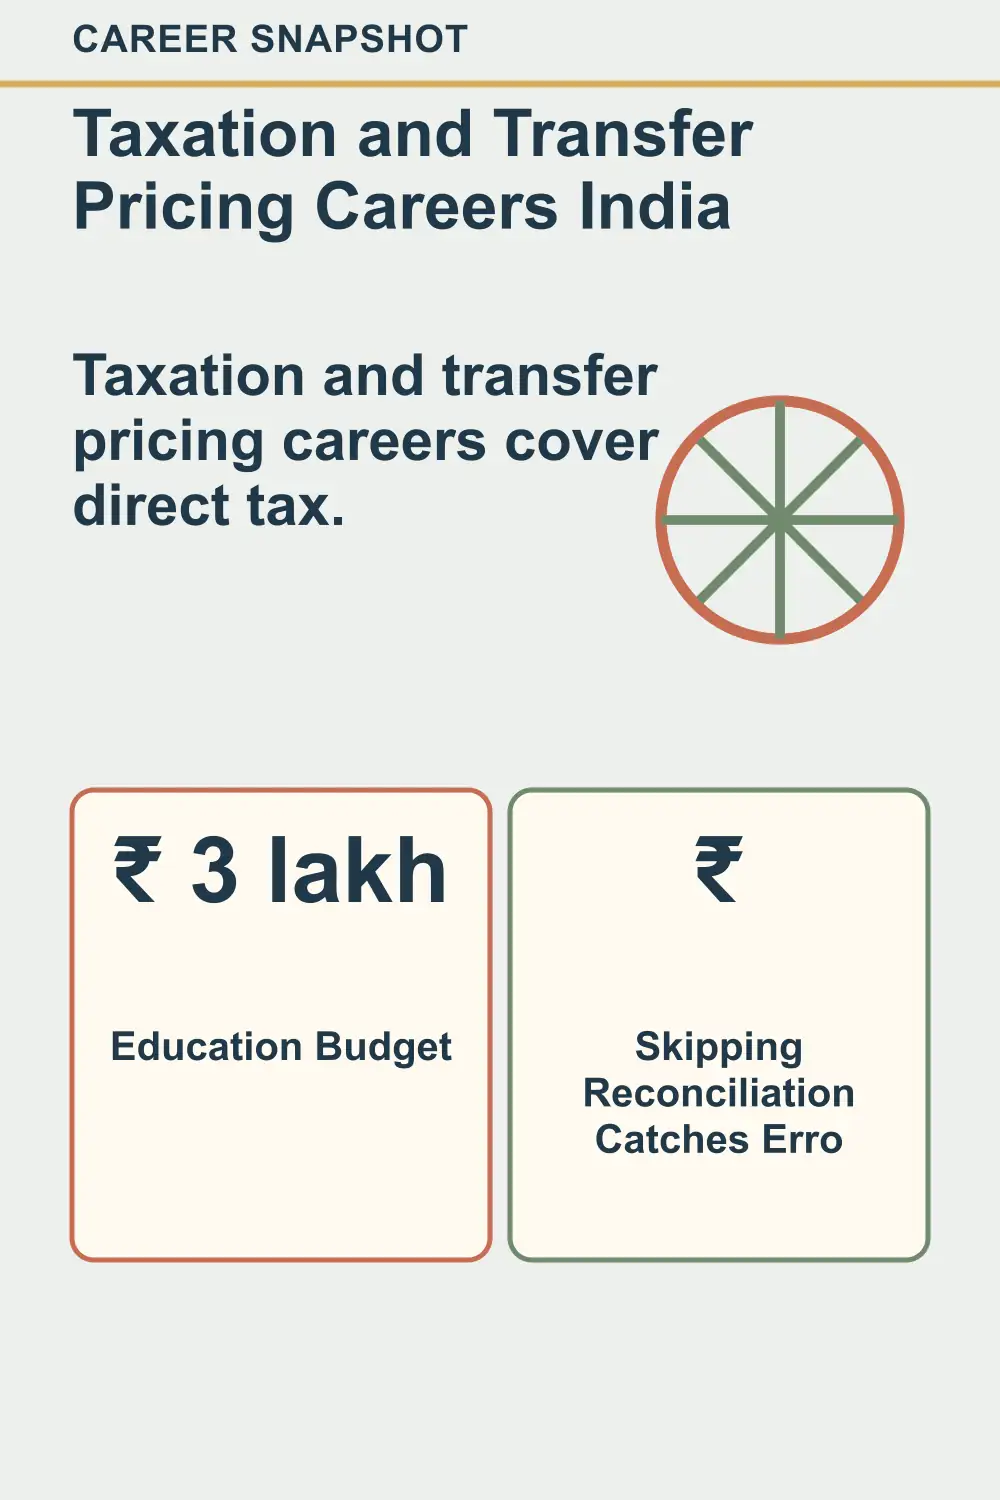 CAREER SNAPSHOT
Taxation and Transfer
Pricing Careers India
Taxation and transfer
pricing careers cover
direct tax.
₹ 3 lakh
Education Budget
₹
Skipping
Reconciliation
Catches Erro